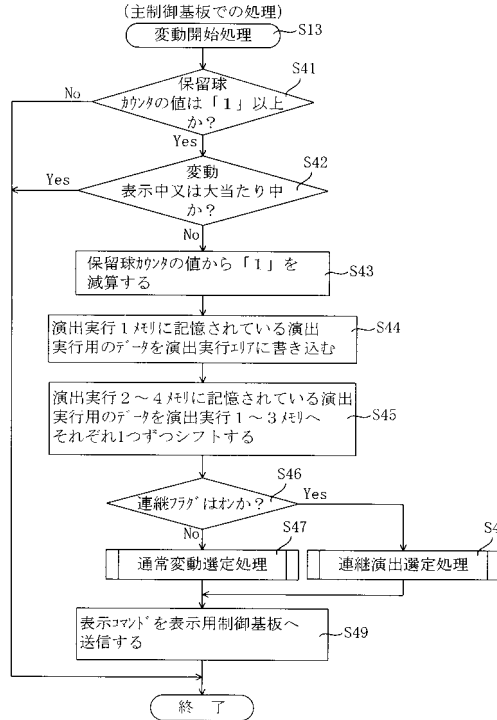 (主制御基板での処理)
変動開始処理
S13
保留球
カウンタの値は「1」以上
か?
S41
No
Yes
変動
表示中又は大当たり中
か?
S42
Yes
No
保留球カウンタの値から「1」を
減算する
S43
演出実行1メモリに記憶されている演出
実行用のデータを演出実行エリアに書き込む
S44
演出実行2~4メモリに記憶されている演出
実行用のデータを演出実行1~3メモリへ
それぞれ1つずつシフトする
S45
連継フラグはオンか?
S46
Yes
No
S47
通常変動選定処理
連継演出選定処理
表示コマンドを表示用制御基板へ
送信する
S49
終 了